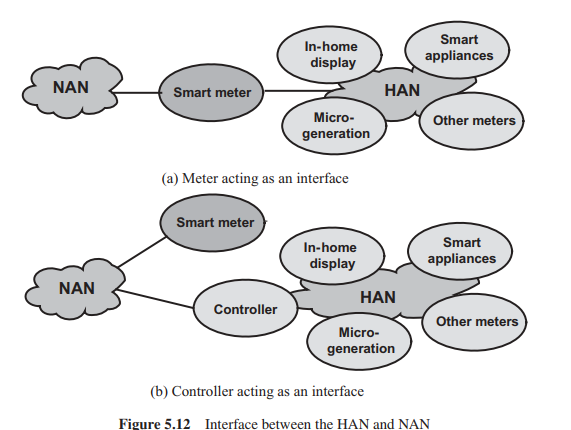 In-home
display
Smart
appliances
NAN
Smart meter
HAN
Micro-
generation
Other meters
(a) Meter acting as an interface
Smart meter
In-home
display
Smart
appliances
NAN
Controller
HAN
Micro-
generation
Other meters
(b) Controller acting as an interface
Figure 5.12 Interface between the HAN and NAN